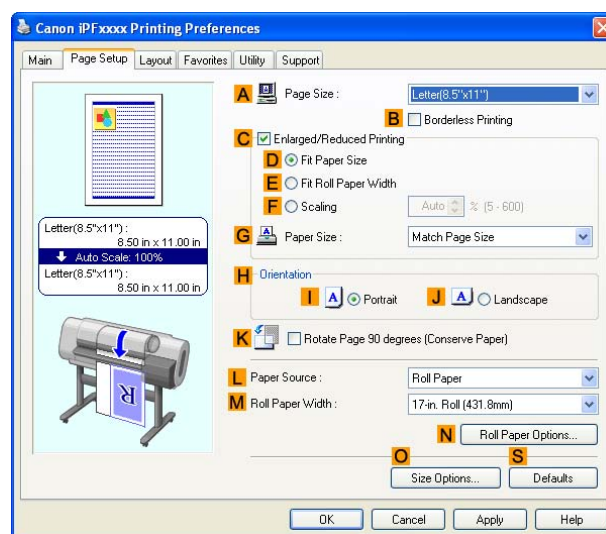 Canon iPFxxxx Printing Preferences
Main Page Setup Layout Favorites Utility Support
A Page Size : Letter(8.5"x11")
B Borderless Printing
C Enlarged/Reduced Printing
D Fit Paper Size
E Fit Roll Paper Width
F Scaling Auto % (5 - 600)
Letter(8.5"x11") :
8.50 in x 11.00 in
Auto Scale: 100%
Letter(8.5"x11") :
8.50 in x 11.00 in
G Paper Size : Match Page Size
H Orientation
I A Portrait J A Landscape
K Rotate Page 90 degrees (Conserve Paper)
R
L Paper Source : Roll Paper
M Roll Paper Width : 17-in. Roll (431.8mm)
N Roll Paper Options...
O S
Size Options... Defaults
OK Cancel Apply Help